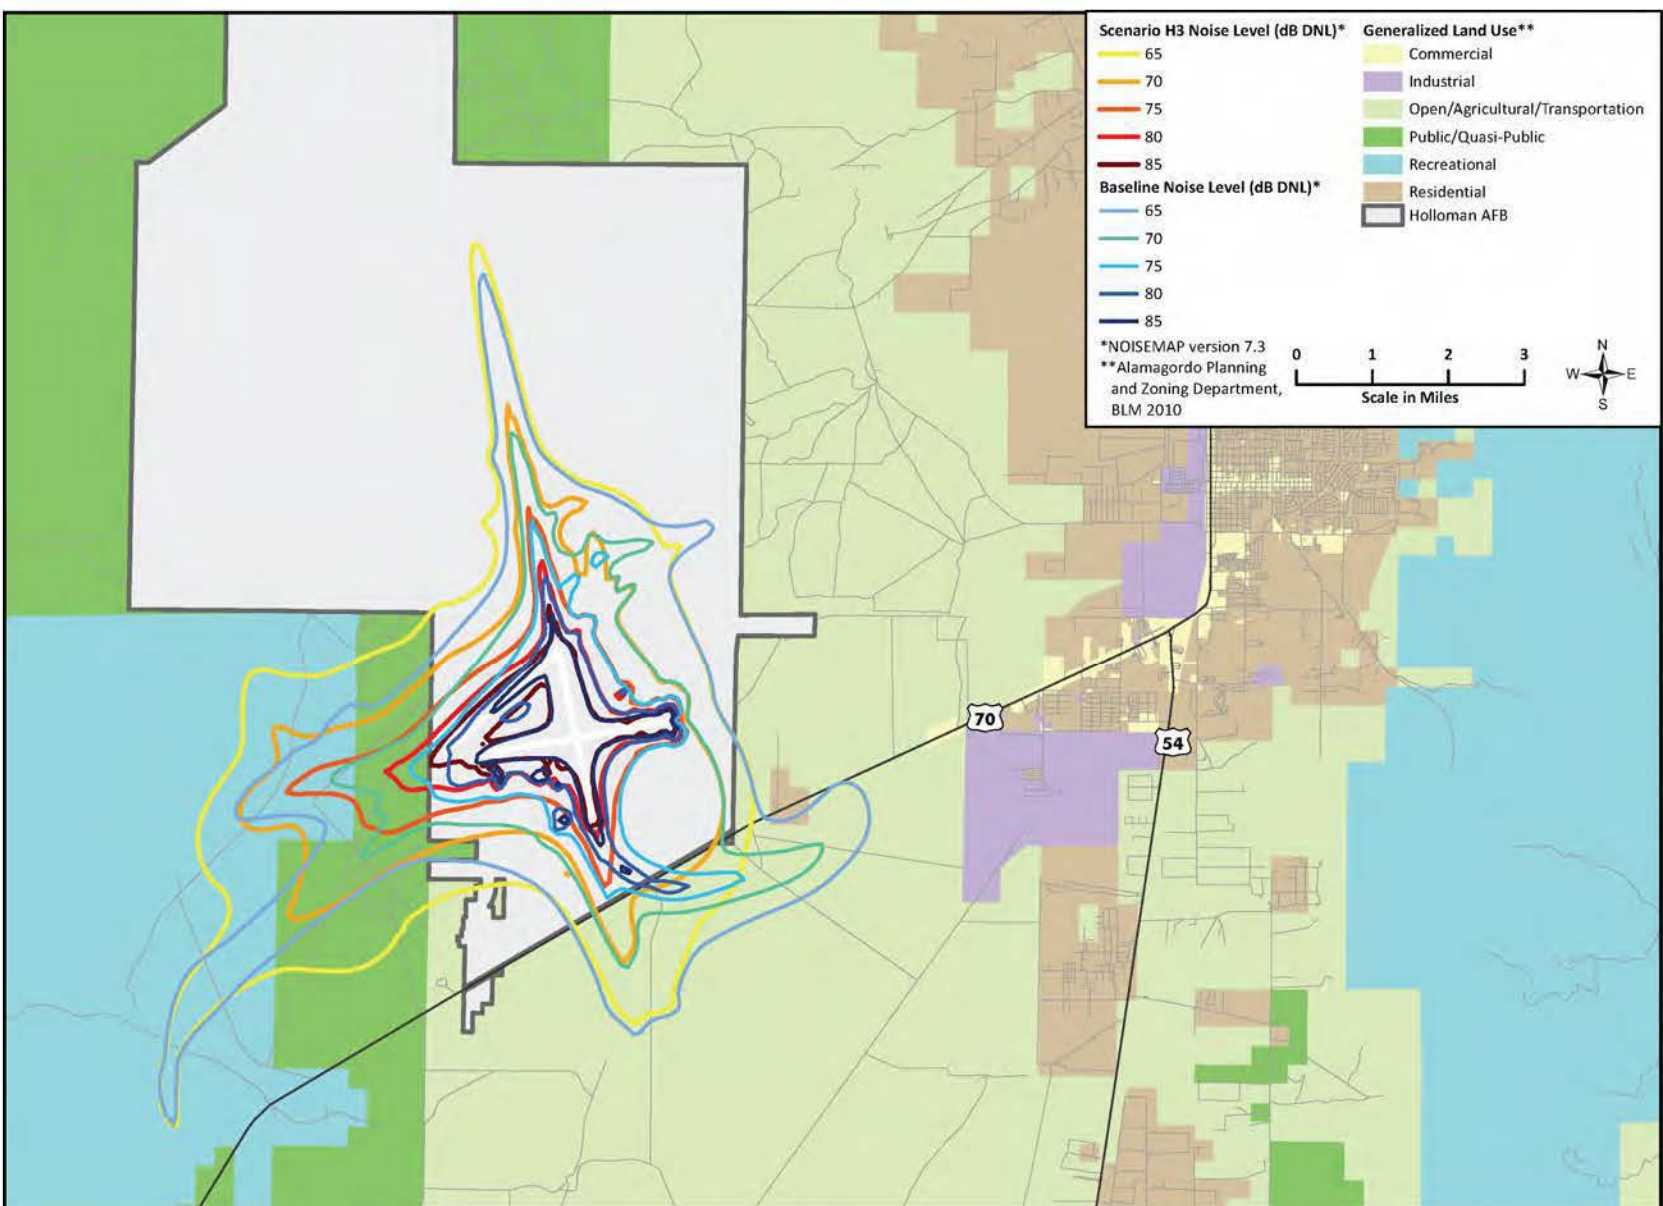 Scenario H3 Noise Level (dB DNL)*
65
70
75
80
85
Baseline Noise Level (dB DNL)*
65
70
75
80
85
*NOISEMAP version 7.3
**Alamagordo Planning
and Zoning Department,
BLM 2010
Generalized Land Use**
Commercial
Industrial
Open/Agricultural/Transportation
Public/Quasi-Public
Recreational
Residential
Holloman AFB
0 1 2 3
Scale in Miles
N
W E
S
70
54